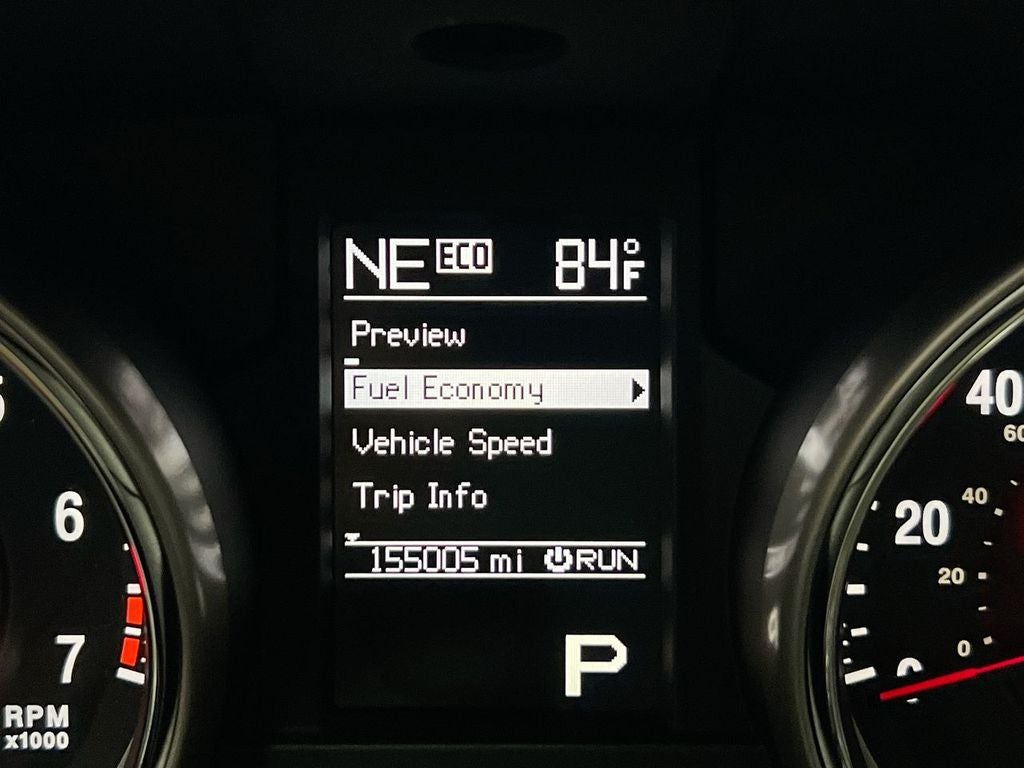 NE ECO 84°F
Preview
Fuel Economy
Vehicle Speed
Trip Info
155005 mi RUN
P
6
7
RPM
x1000
40
60
20
40
20
0
0